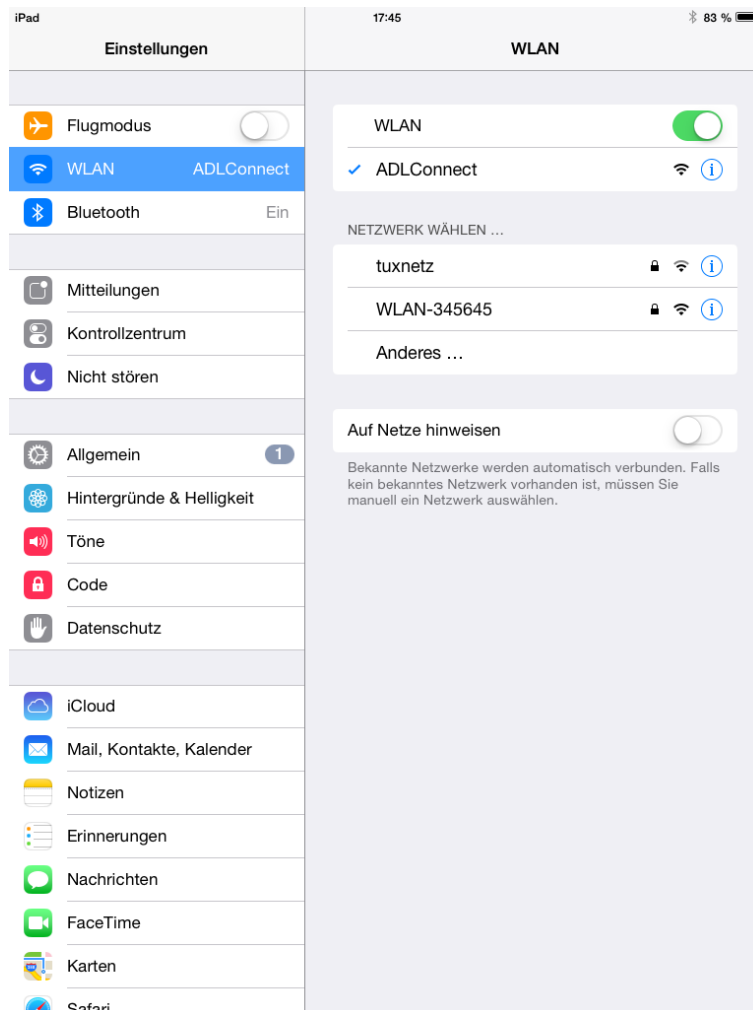 iPad
17:45
83 %
Einstellungen
WLAN
Flugmodus
WLAN ADLConnect
Bluetooth Ein
Mitteilungen
Kontrollzentrum
Nicht stören
Allgemein 1
Hintergründe & Helligkeit
Töne
Code
Datenschutz
iCloud
Mail, Kontakte, Kalender
Notizen
Erinnerungen
Nachrichten
FaceTime
Karten
Safari
WLAN
ADLConnect
NETZWERK WÄHLEN ...
tuxnetz
WLAN-345645
Anderes ...
Auf Netze hinweisen
Bekannte Netzwerke werden automatisch verbunden. Falls
kein bekanntes Netzwerk vorhanden ist, müssen Sie
manuell ein Netzwerk auswählen.